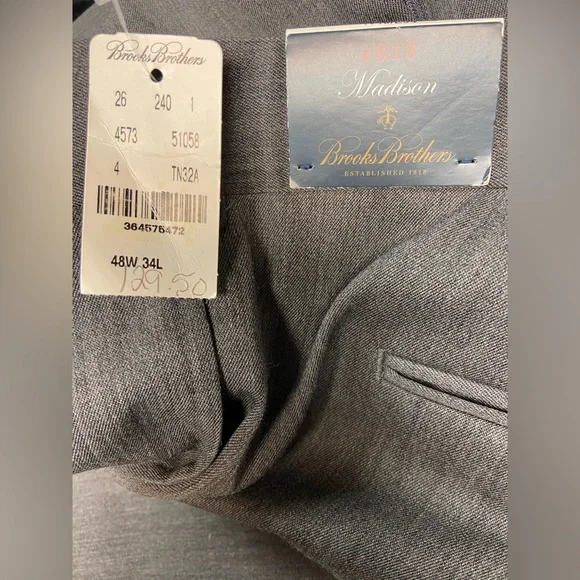 Brooks Brothers
26 240 1
4573 51058
4 TN32A
364576472
48W 34L
129.50
1818
Madison
Brooks Brothers
ESTABLISHED 1818